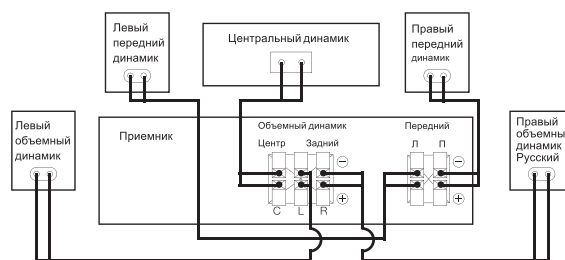 Левый
передний
динамик
Центральный динамик
Правый
передний
динамик
Левый
объемный
динамик
Приемник
Объемный динамик
Центр Задний
Передний
Л П
C L R
Правый
объемны
динамик
Русский